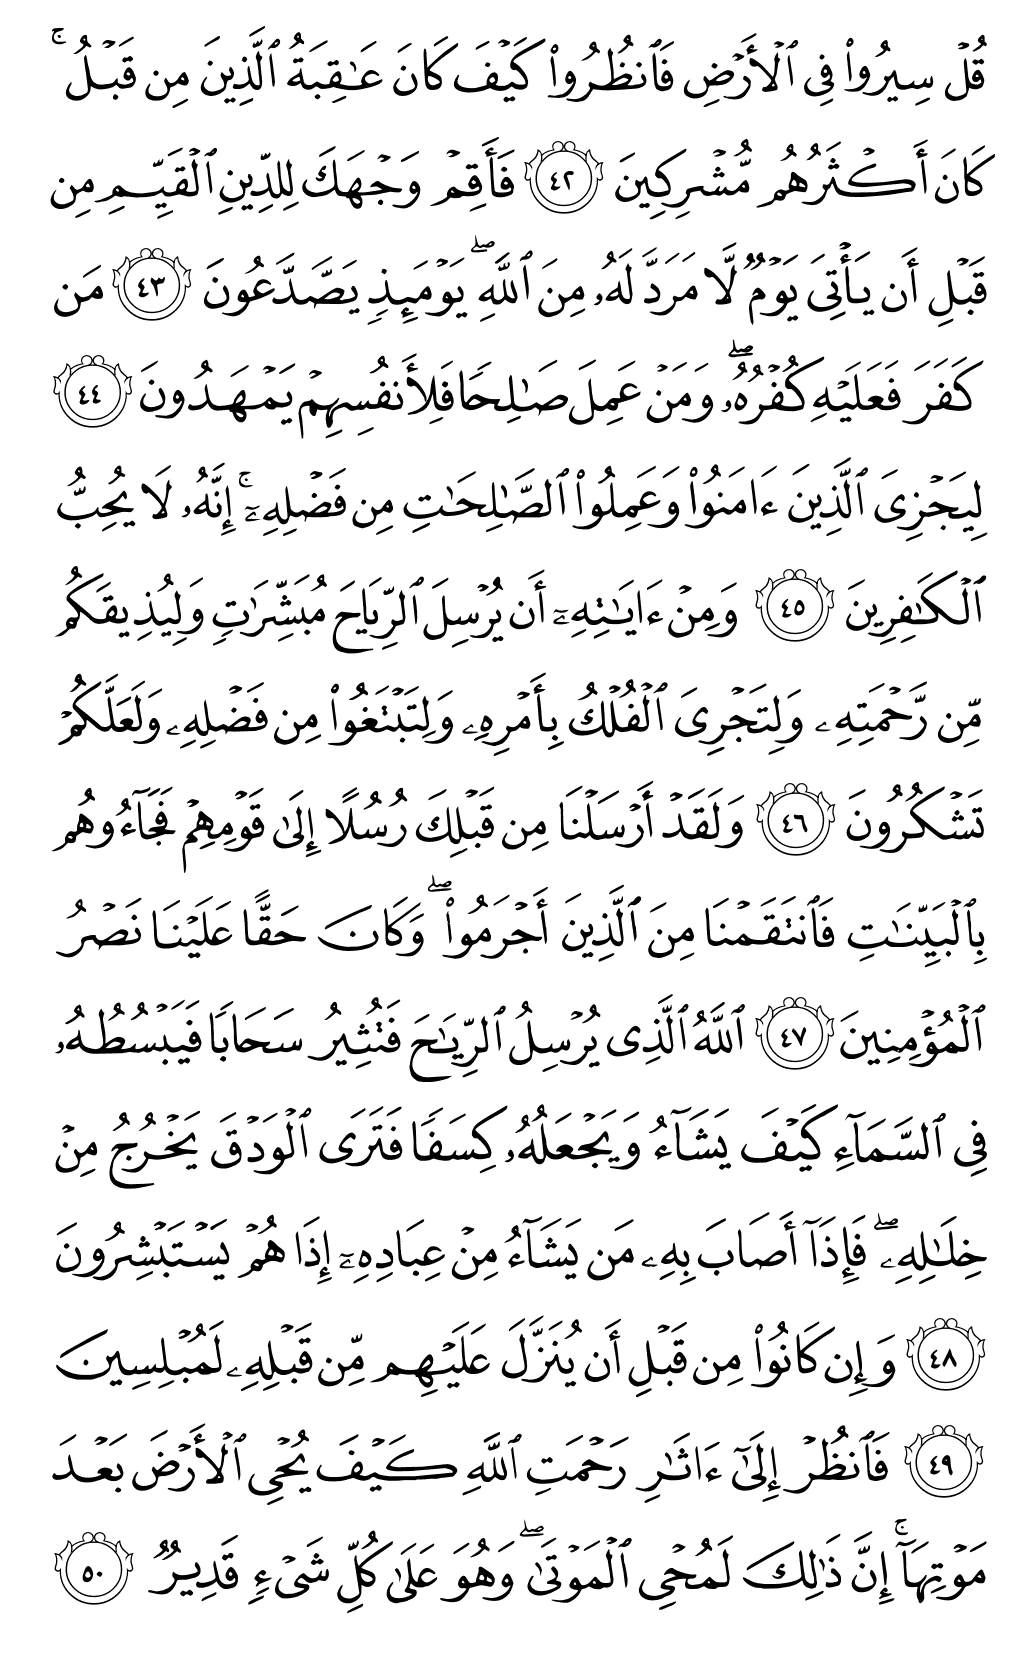 قُلۡ سِيرُواْ فِي ٱلۡأَرۡضِ فَٱنظُرُواْ كَيۡفَ كَانَ عَٰقِبَةُ ٱلَّذِينَ مِن قَبۡلُۚ
كَانَ أَكۡثَرُهُم مُّشۡرِكِينَ ٤٢ فَأَقِمۡ وَجۡهَكَ لِلدِّينِ ٱلۡقَيِّمِ مِن
قَبۡلِ أَن يَأۡتِيَ يَوۡمٞ لَّا مَرَدَّ لَهُۥ مِنَ ٱللَّهِۖ يَوۡمَئِذٖ يَصَّدَّعُونَ ٤٣ مَن
كَفَرَ فَعَلَيۡهِ كُفۡرُهُۥۖ وَمَنۡ عَمِلَ صَٰلِحٗا فَلِأَنفُسِهِمۡ يَمۡهَدُونَ ٤٤
لِيَجۡزِيَ ٱلَّذِينَ ءَامَنُواْ وَعَمِلُواْ ٱلصَّٰلِحَٰتِ مِن فَضۡلِهِۦٓۚ إِنَّهُۥ لَا يُحِبُّ
ٱلۡكَٰفِرِينَ ٤٥ وَمِنۡ ءَايَٰتِهِۦٓ أَن يُرۡسِلَ ٱلرِّيَاحَ مُبَشِّرَٰتٖ وَلِيُذِيقَكُم
مِّن رَّحۡمَتِهِۦ وَلِتَجۡرِيَ ٱلۡفُلۡكُ بِأَمۡرِهِۦ وَلِتَبۡتَغُواْ مِن فَضۡلِهِۦ وَلَعَلَّكُمۡ
تَشۡكُرُونَ ٤٦ وَلَقَدۡ أَرۡسَلۡنَا مِن قَبۡلِكَ رُسُلًا إِلَىٰ قَوۡمِهِمۡ فَجَآءُوهُم
بِٱلۡبَيِّنَٰتِ فَٱنتَقَمۡنَا مِنَ ٱلَّذِينَ أَجۡرَمُواْۖ وَكَانَ حَقًّا عَلَيۡنَا نَصۡرُ
ٱلۡمُؤۡمِنِينَ ٤٧ ٱللَّهُ ٱلَّذِي يُرۡسِلُ ٱلرِّيَٰحَ فَتُثِيرُ سَحَابٗا فَيَبۡسُطُهُۥ
فِي ٱلسَّمَآءِ كَيۡفَ يَشَآءُ وَيَجۡعَلُهُۥ كِسَفٗا فَتَرَى ٱلۡوَدۡقَ يَخۡرُجُ مِنۡ
خِلَٰلِهِۦۖ فَإِذَآ أَصَابَ بِهِۦ مَن يَشَآءُ مِنۡ عِبَادِهِۦٓ إِذَا هُمۡ يَسۡتَبۡشِرُونَ
٤٨ وَإِن كَانُواْ مِن قَبۡلِ أَن يُنَزَّلَ عَلَيۡهِم مِّن قَبۡلِهِۦ لَمُبۡلِسِينَ
٤٩ فَٱنظُرۡ إِلَىٰٓ ءَاثَٰرِ رَحۡمَتِ ٱللَّهِ كَيۡفَ يُحۡيِ ٱلۡأَرۡضَ بَعۡدَ
مَوۡتِهَآۚ إِنَّ ذَٰلِكَ لَمُحۡيِ ٱلۡمَوۡتَىٰۖ وَهُوَ عَلَىٰ كُلِّ شَيۡءٖ قَدِيرٞ ٥٠